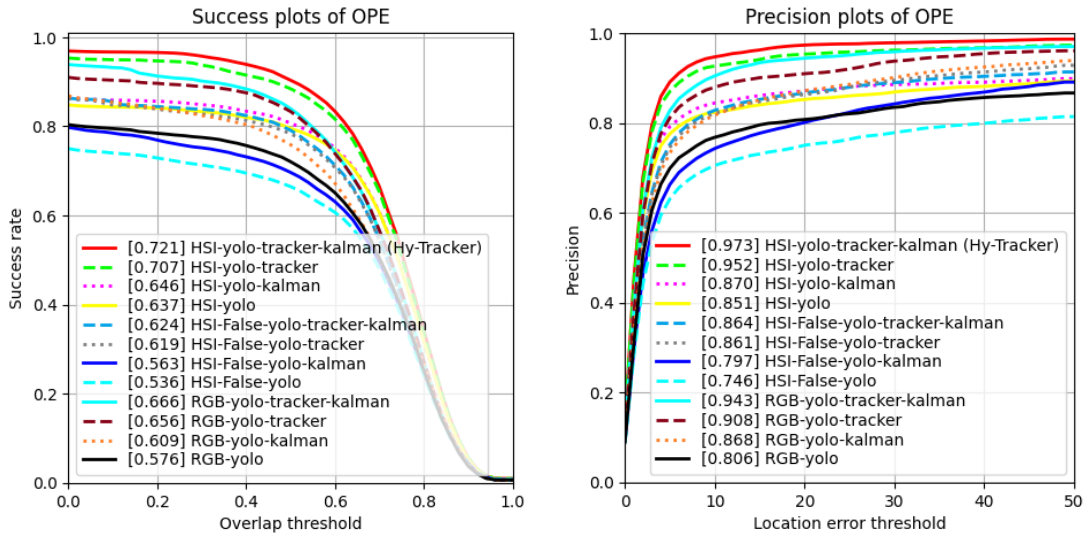 Success plots of OPE
1.0
0.8
0.6
0.4
0.2
0.0
Success rate
[0.721] HSI-yolo-tracker-kalman (Hy-Tracker)
[0.707] HSI-yolo-tracker
[0.646] HSI-yolo-kalman
[0.637] HSI-yolo
[0.624] HSI-False-yolo-tracker-kalman
[0.619] HSI-False-yolo-tracker
[0.563] HSI-False-yolo-kalman
[0.536] HSI-False-yolo
[0.666] RGB-yolo-tracker-kalman
[0.656] RGB-yolo-tracker
[0.609] RGB-yolo-kalman
[0.576] RGB-yolo
0.0 0.2 0.4 0.6 0.8 1.0
Overlap threshold
Precision plots of OPE
1.0
0.8
0.6
0.4
0.2
0.0
Precision
[0.973] HSI-yolo-tracker-kalman (Hy-Tracker)
[0.952] HSI-yolo-tracker
[0.870] HSI-yolo-kalman
[0.851] HSI-yolo
[0.864] HSI-False-yolo-tracker-kalman
[0.861] HSI-False-yolo-tracker
[0.797] HSI-False-yolo-kalman
[0.746] HSI-False-yolo
[0.943] RGB-yolo-tracker-kalman
[0.908] RGB-yolo-tracker
[0.868] RGB-yolo-kalman
[0.806] RGB-yolo
0 10 20 30 40 50
Location error threshold